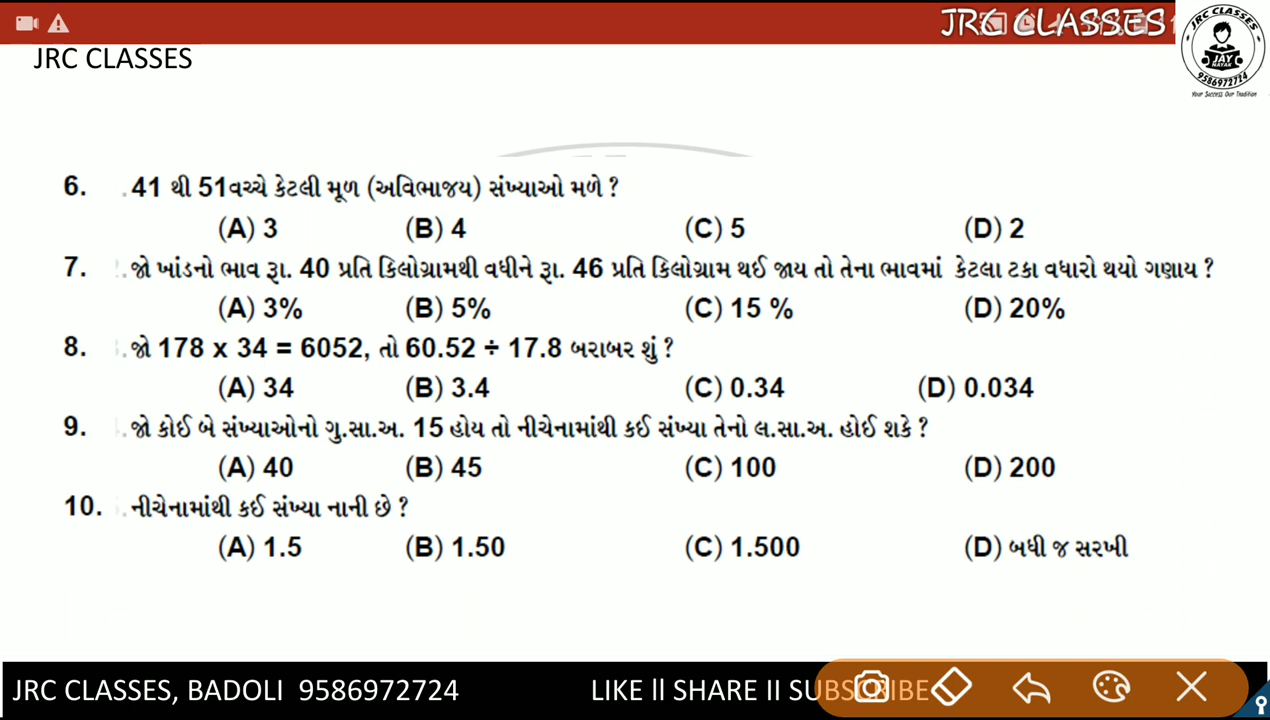 JRC CLASSES
JRC CLASSES
JRC CLASSES
JAY
NAYAK
9586972724
Your Success Our Tradition
6. 41 થી 51વચ્ચે કેટલી મૂળ (અવિભાજય) સંખ્યાઓ મળે ?
(A) 3 (B) 4 (C) 5 (D) 2
7. જો ખાંડનો ભાવ રૂા. 40 પ્રતિ કિલોગ્રામથી વધીને રૂા. 46 પ્રતિ કિલોગ્રામ થઈ જાય તો તેના ભાવમાં કેટલા ટકા વધારો થયો ગણાય ?
(A) 3% (B) 5% (C) 15 % (D) 20%
8. જો 178 x 34 = 6052, તો 60.52 ÷ 17.8 બરાબર શું ?
(A) 34 (B) 3.4 (C) 0.34 (D) 0.034
9. જો કોઈ બે સંખ્યાઓનો ગુ.સા.અ. 15 હોય તો નીચેનામાંથી કઈ સંખ્યા તેનો લ.સા.અ. હોઈ શકે ?
(A) 40 (B) 45 (C) 100 (D) 200
10. નીચેનામાંથી કઈ સંખ્યા નાની છે ?
(A) 1.5 (B) 1.50 (C) 1.500 (D) બધી જ સરખી
JRC CLASSES, BADOLI 9586972724 LIKE ll SHARE II SUBSCRIBE